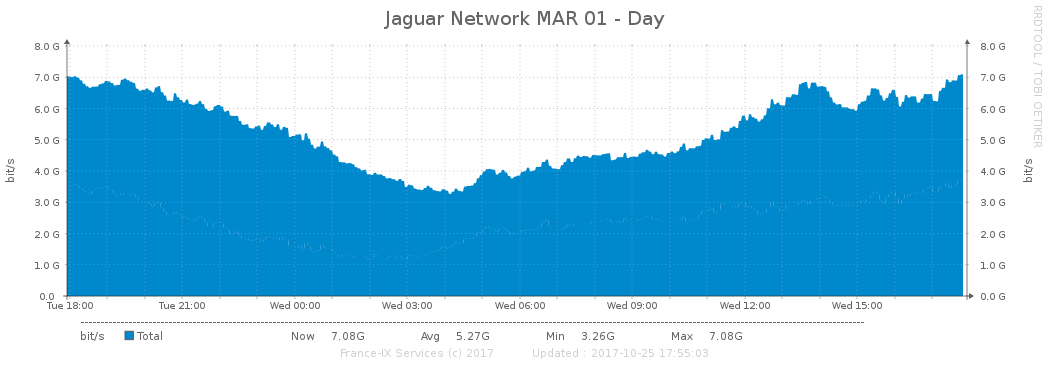 Jaguar Network MAR 01 - Day
RRDTOOL / TOBI OETIKER
bit/s
8.0 G
7.0 G
6.0 G
5.0 G
4.0 G
3.0 G
2.0 G
1.0 G
0.0
8.0 G
7.0 G
6.0 G
5.0 G
4.0 G
3.0 G
2.0 G
1.0 G
0.0 G
bit/s
Tue 18:00 Tue 21:00 Wed 00:00 Wed 03:00 Wed 06:00 Wed 09:00 Wed 12:00 Wed 15:00
bit/s Total Now 7.08G Avg 5.27G Min 3.26G Max 7.08G
France-IX Services (c) 2017 Updated : 2017-10-25 17:55:03